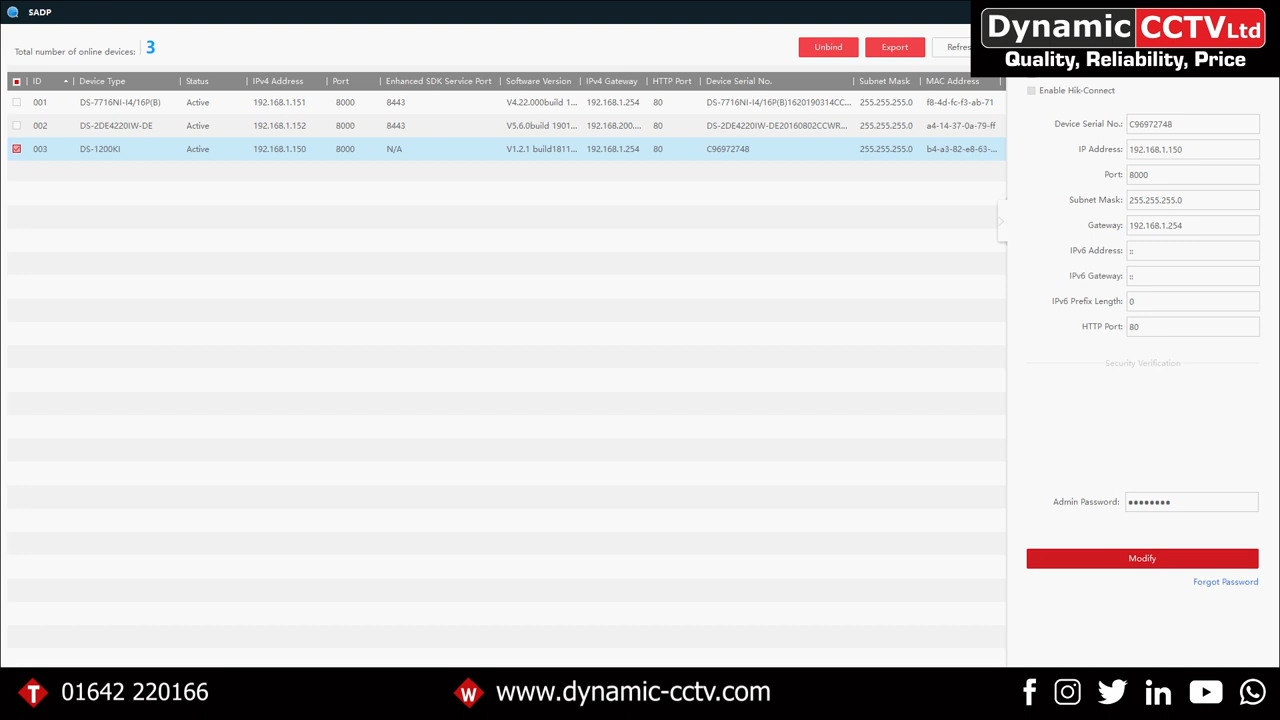 SADP
Dynamic CCTV Ltd
Quality, Reliability, Price
Total number of online devices: 3
Unbind
Export
Refres
ID Device Type Status IPv4 Address Port Enhanced SDK Service Port Software Version IPv4 Gateway HTTP Port Device Serial No. Subnet Mask MAC Address
001 DS-7716NI-I4/16P(B) Active 192.168.1.151 8000 8443 V4.22.000build 1... 192.168.1.254 80 DS-7716NI-I4/16P(B)1620190314CC... 255.255.255.0 f8-4d-fc-f3-ab-71
002 DS-2DE4220IW-DE Active 192.168.1.152 8000 8443 V5.6.0build 1901... 192.168.200.... 80 DS-2DE4220IW-DE20160802CCWR... 255.255.255.0 a4-14-37-0a-79-ff
003 DS-1200KI Active 192.168.1.150 8000 N/A V1.2.1 build1811... 192.168.1.254 80 C96972748 255.255.255.0 b4-a3-82-e8-63-...
Enable Hik-Connect
Device Serial No.: C96972748
IP Address: 192.168.1.150
Port: 8000
Subnet Mask: 255.255.255.0
Gateway: 192.168.1.254
IPv6 Address: ::
IPv6 Gateway: ::
IPv6 Prefix Length: 0
HTTP Port: 80
Security Verification
Admin Password: ●●●●●●●●
Modify
Forgot Password
T 01642 220166
W www.dynamic-cctv.com